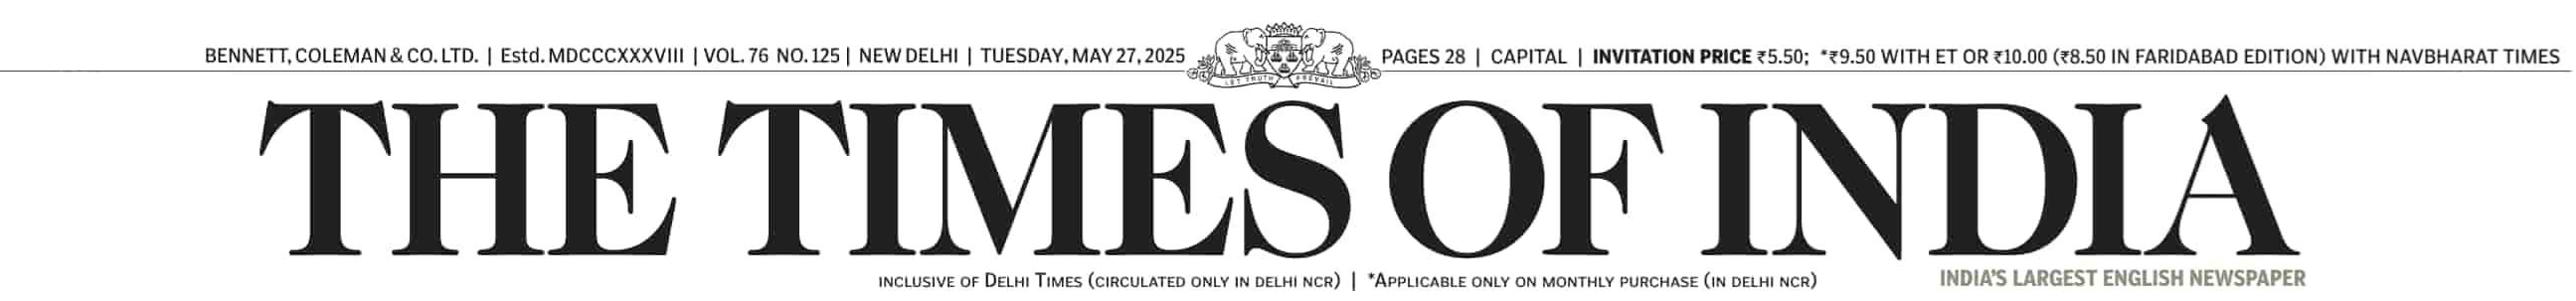 BENNETT, COLEMAN & CO. LTD. | Estd. MDCCCXXXVIII | VOL. 76 NO. 125 | NEW DELHI | TUESDAY, MAY 27, 2025 LET TRUTH PREVAIL PAGES 28 | CAPITAL | INVITATION PRICE ₹5.50; *₹9.50 WITH ET OR ₹10.00 (₹8.50 IN FARIDABAD EDITION) WITH NAVBHARAT TIMES
THE TIMES OF INDIA
INCLUSIVE OF DELHI TIMES (CIRCULATED ONLY IN DELHI NCR) | *APPLICABLE ONLY ON MONTHLY PURCHASE (IN DELHI NCR) INDIA'S LARGEST ENGLISH NEWSPAPER